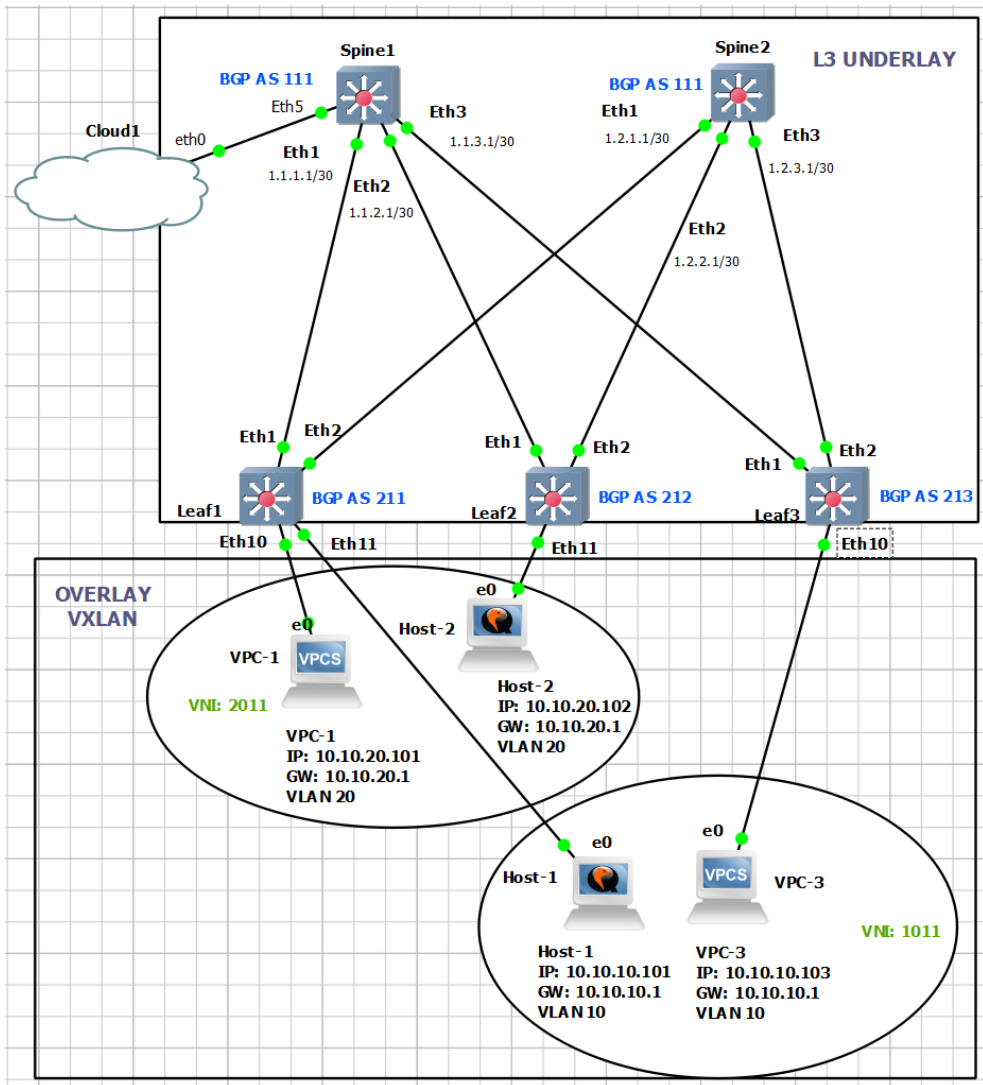 Spine1
Spine2
L3 UNDERLAY
BGP AS 111
BGP AS 111
Eth5
Eth3
Eth1
Cloud1
eth0
1.1.3.1/30
1.2.1.1/30
Eth3
Eth1
1.1.1.1/30
1.2.3.1/30
Eth2
1.1.2.1/30
Eth2
1.2.2.1/30
Eth1
Eth2
Eth1
Eth2
Eth1
Eth2
Leaf1
BGP AS 211
Leaf2
BGP AS 212
Leaf3
BGP AS 213
Eth10
Eth11
Eth11
Eth10
OVERLAY
VXLAN
e0
e0
Host-2
VPC-1
VPCS
VNI: 2011
Host-2
IP: 10.10.20.102
GW: 10.10.20.1
VLAN 20
VPC-1
IP: 10.10.20.101
GW: 10.10.20.1
VLAN 20
e0
e0
Host-1
VPCS
VPC-3
VNI: 1011
Host-1
IP: 10.10.10.101
GW: 10.10.10.1
VLAN 10
VPC-3
IP: 10.10.10.103
GW: 10.10.10.1
VLAN 10